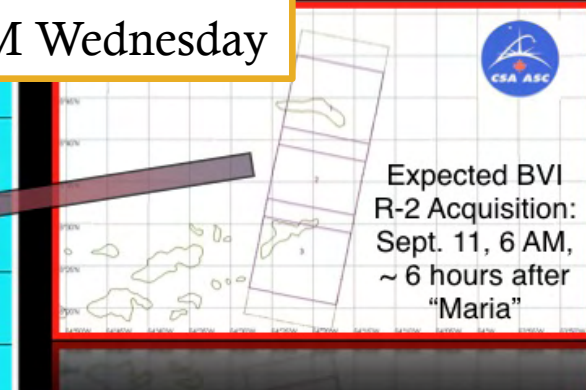 M Wednesday
CSA ASC
Expected BVI
R-2 Acquisition:
Sept. 11, 6 AM,
~ 6 hours after
“Maria”